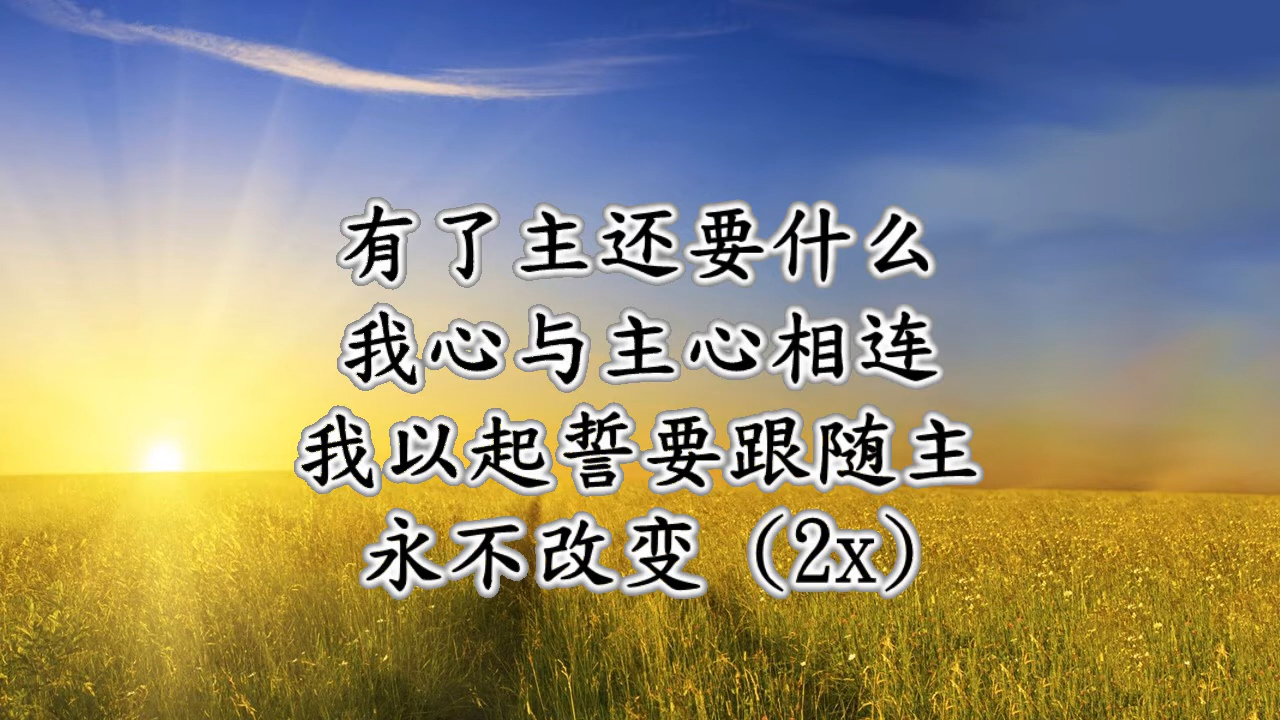 有了主还要什么
我心与主心相连
我以起誓要跟随主
永不改变（2x）